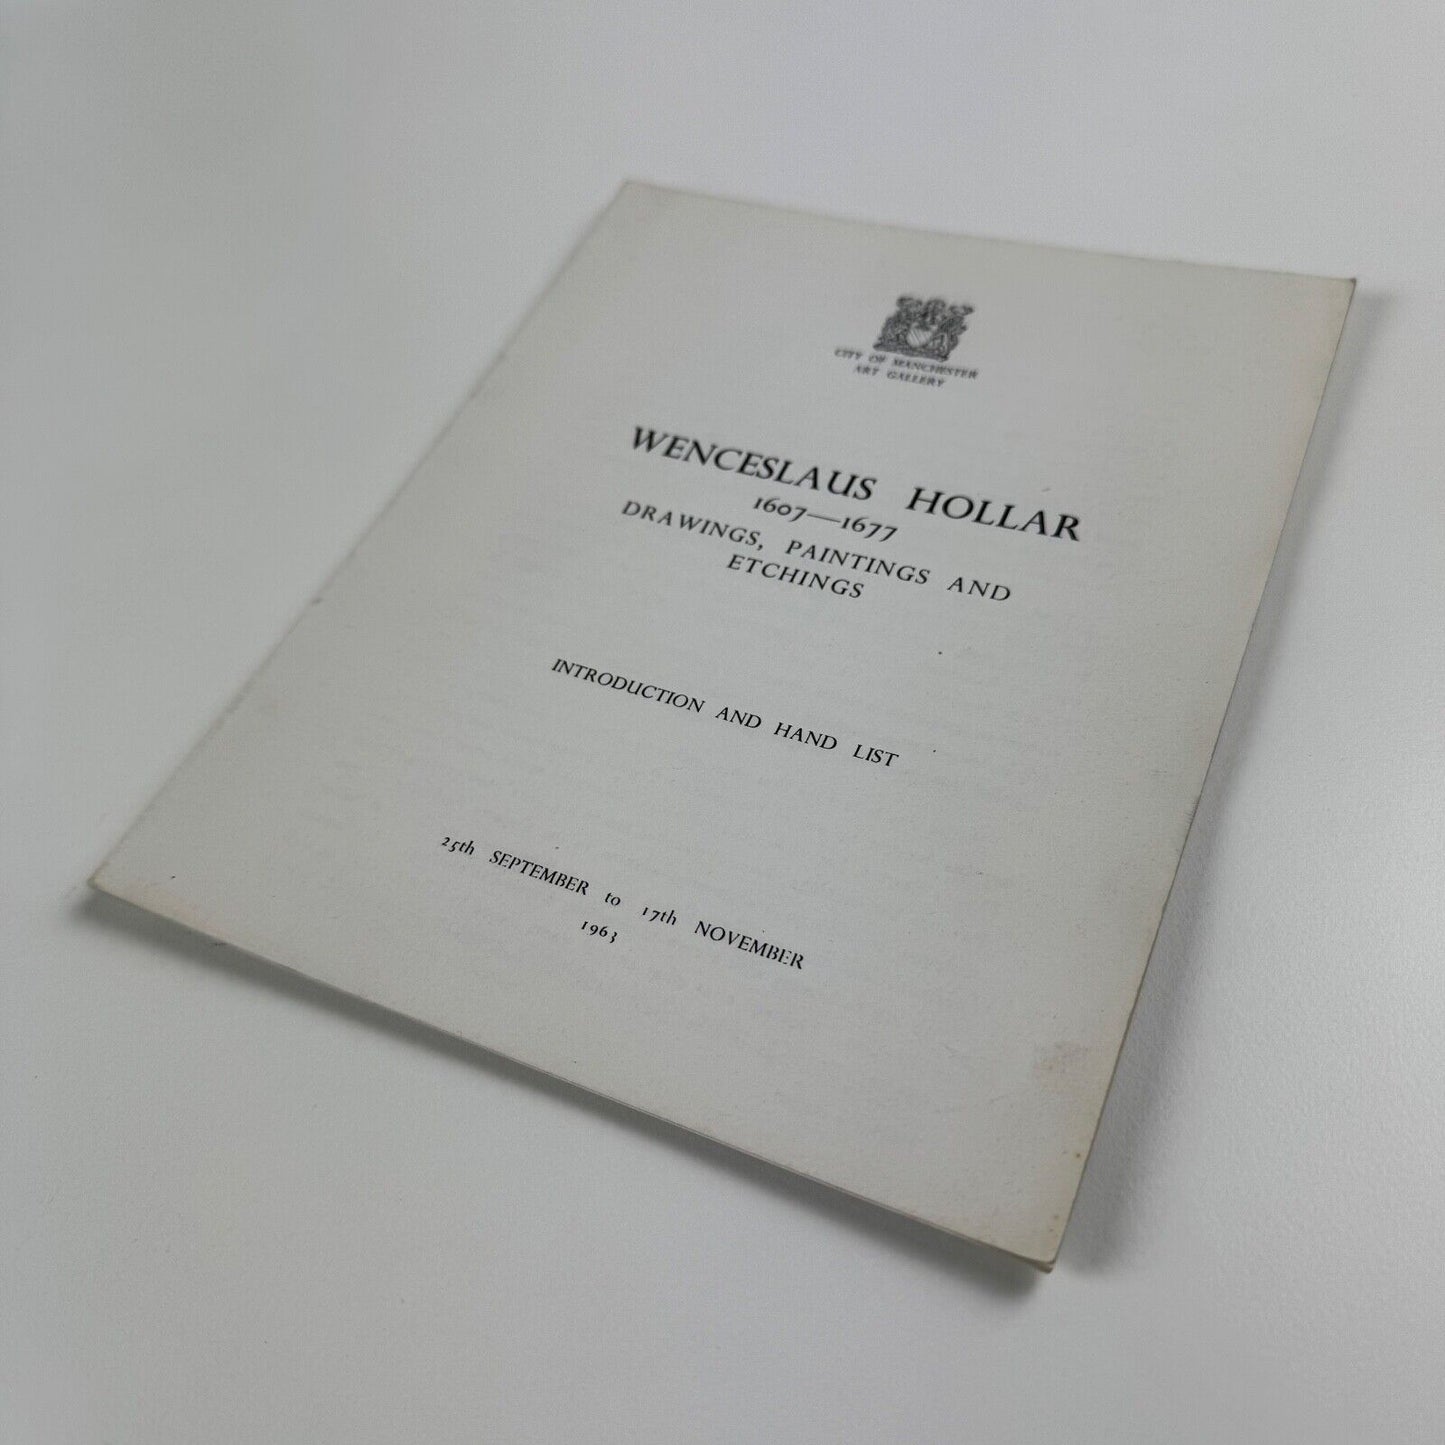 CITY OF MANCHESTER
ART GALLERY
WENCESLAUS HOLLAR
1607—1677
DRAWINGS, PAINTINGS AND
ETCHINGS
INTRODUCTION AND HAND LIST
25th SEPTEMBER to 17th NOVEMBER
1963